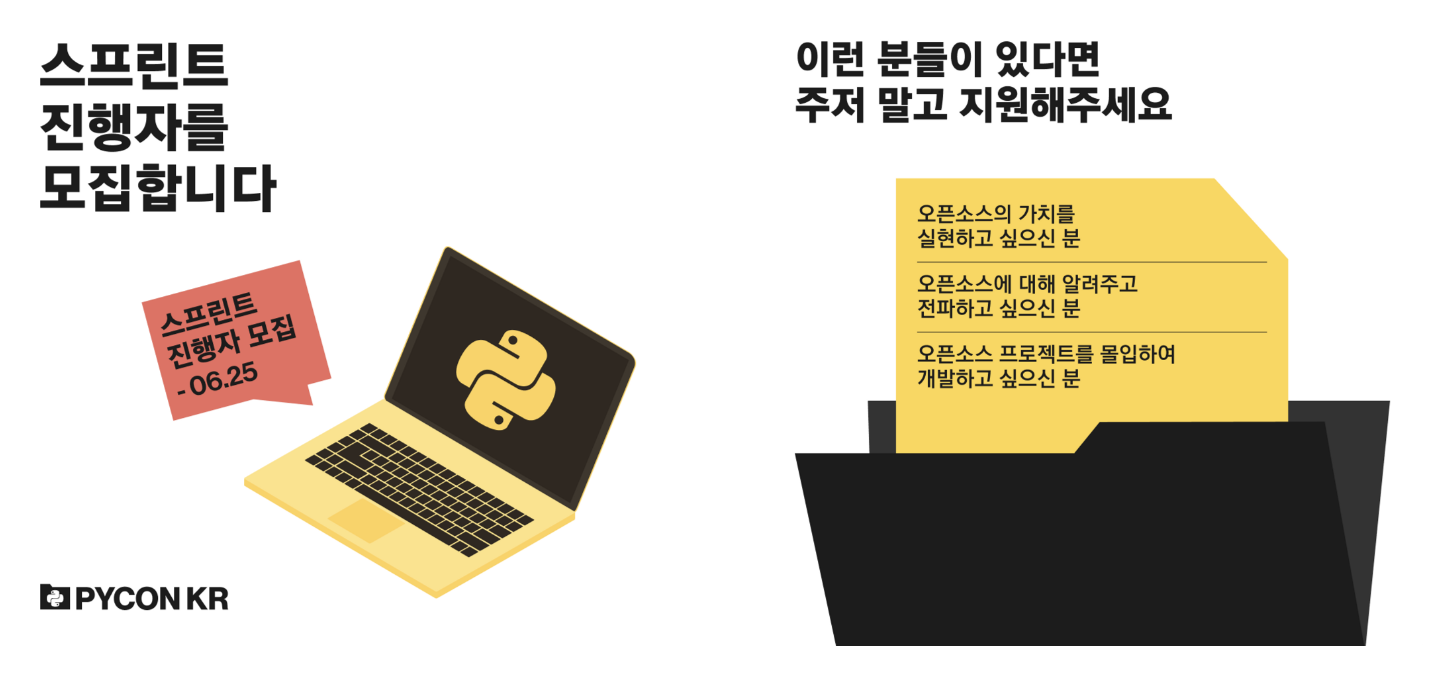 스프린트
진행자를
모집합니다
스프린트
진행자 모집
- 06.25
PYCON KR
이런 분들이 있다면
주저 말고 지원해주세요
오픈소스의 가치를
실현하고 싶으신 분
오픈소스에 대해 알려주고
전파하고 싶으신 분
오픈소스 프로젝트를 몰입하여
개발하고 싶으신 분